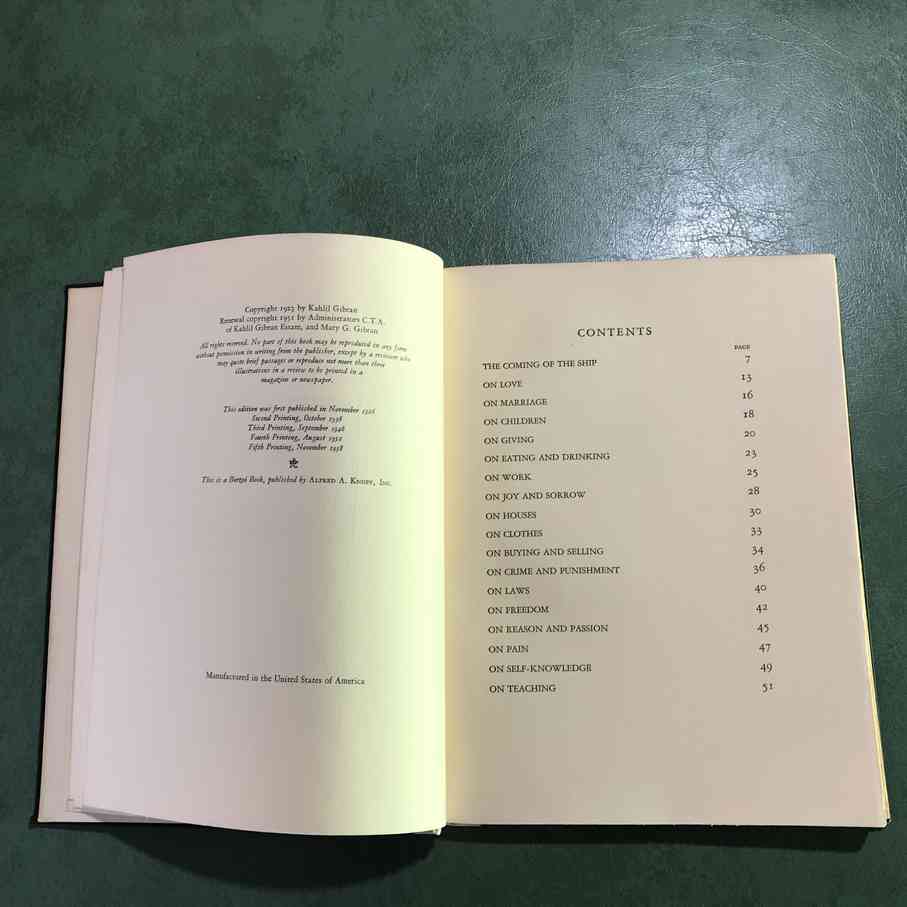 Copyright 1923 by Kahlil Gibran
Renewal copyright 1951 by Administrators C.T.A.
of Kahlil Gibran Estate, and Mary G. Gibran
All rights reserved. No part of this book may be reproduced in any form
without permission in writing from the publisher, except by a reviewer who
may quote brief passages or reproduce not more than three
illustrations in a review to be printed in a
magazine or newspaper.
This edition was first published in November 1926
Second Printing, October 1938
Third Printing, September 1946
Fourth Printing, August 1952
Fifth Printing, November 1958
This is a Borzoi Book, published by ALFRED A. KNOPF, INC.
Manufactured in the United States of America
CONTENTS
PAGE
THE COMING OF THE SHIP 7
ON LOVE 13
ON MARRIAGE 16
ON CHILDREN 18
ON GIVING 20
ON EATING AND DRINKING 23
ON WORK 25
ON JOY AND SORROW 28
ON HOUSES 30
ON CLOTHES 33
ON BUYING AND SELLING 34
ON CRIME AND PUNISHMENT 36
ON LAWS 40
ON FREEDOM 42
ON REASON AND PASSION 45
ON PAIN 47
ON SELF-KNOWLEDGE 49
ON TEACHING 51